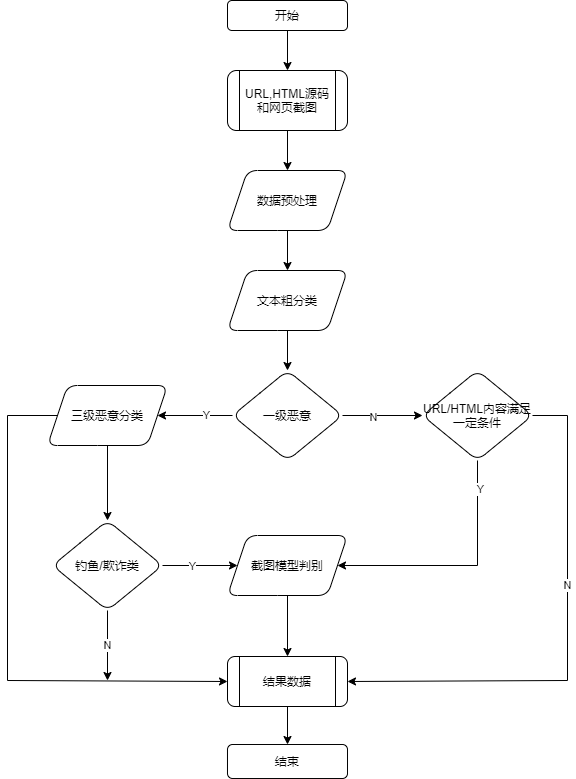 开始
URL,HTML源码
和网页截图
数据预处理
文本粗分类
三级恶意分类
Y
一级恶意
N
URL/HTML内容满足
一定条件
Y
钓鱼/欺诈类
Y
截图模型判别
N
N
结果数据
结束